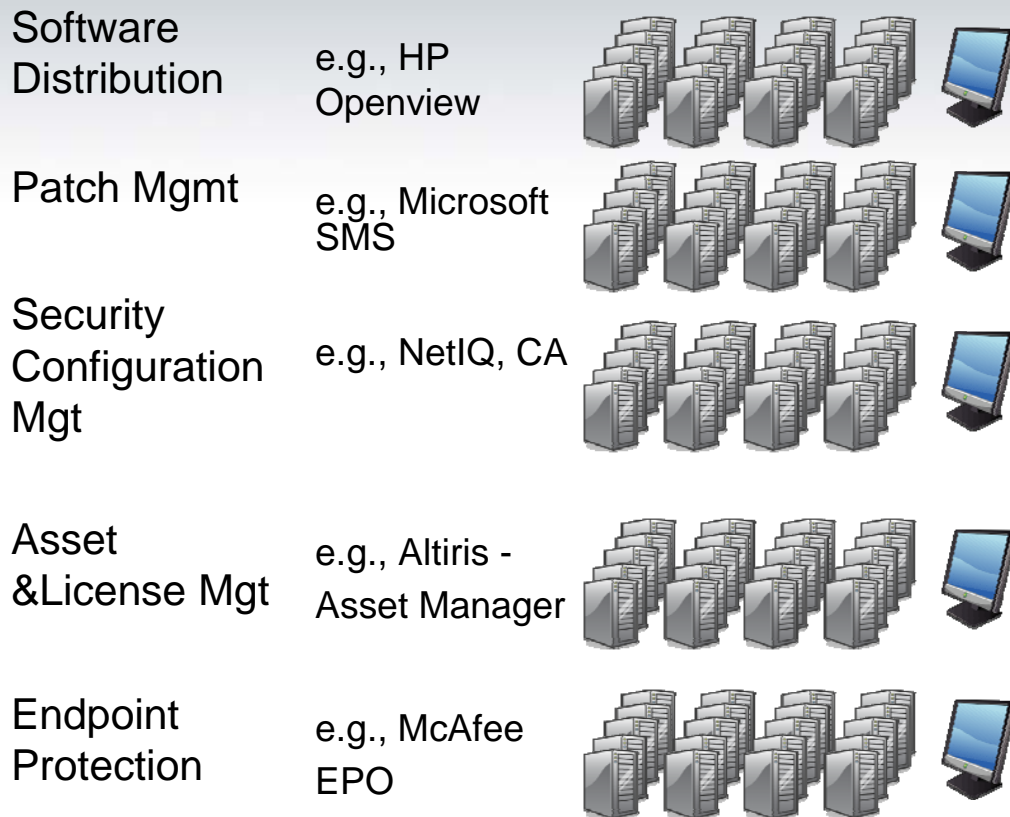 Software
Distribution
e.g., HP
Openview
Patch Mgmt
e.g., Microsoft
SMS
Security
Configuration
Mgt
e.g., NetIQ, CA
Asset
&License Mgt
e.g., Altiris -
Asset Manager
Endpoint
Protection
e.g., McAfee
EPO